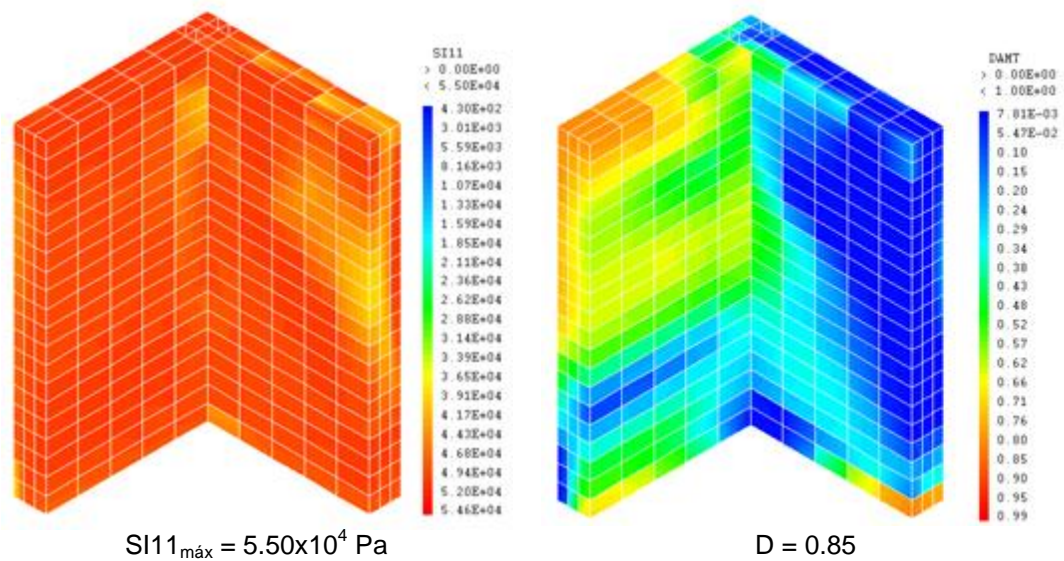 SI11
> 0.00E+00
< 5.50E+04
4.30E+02
3.01E+03
5.59E+03
8.16E+03
1.07E+04
1.33E+04
1.59E+04
1.85E+04
2.11E+04
2.36E+04
2.62E+04
2.88E+04
3.14E+04
3.39E+04
3.65E+04
3.91E+04
4.17E+04
4.43E+04
4.68E+04
4.94E+04
5.20E+04
5.46E+04
SI11máx = 5.50x10⁴ Pa
DAMT
> 0.00E+00
< 1.00E+00
7.81E-03
5.47E-02
0.10
0.15
0.20
0.24
0.29
0.34
0.38
0.43
0.48
0.52
0.57
0.62
0.66
0.71
0.76
0.80
0.85
0.90
0.95
0.99
D = 0.85